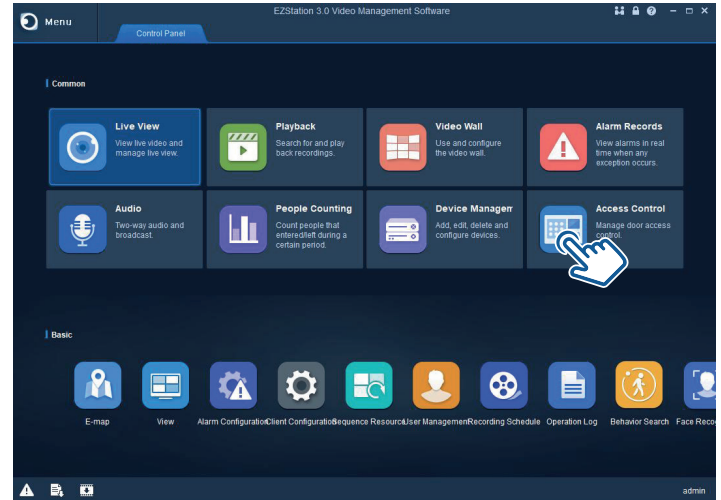 Menu
EZStation 3.0 Video Management Software
Control Panel
Common
Live View
View live video and
manage live view.
Playback
Search for and play
back recordings.
Video Wall
Use and configure
the video wall.
Alarm Records
View alarms in real
time when any
exception occurs.
Audio
Two-way audio and
broadcast.
People Counting
Count people that
entered/left during a
certain period.
Device Managem
Add, edit, delete and
configure devices.
Access Control
Manage door access
control.
Basic
E-map
View
Alarm Configuration
Client Configuration
Sequence Resource
User Management
Recording Schedule
Operation Log
Behavior Search
Face Recog
admin